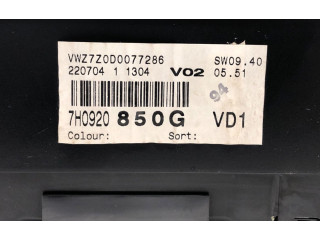 VWZ7Z0D0077286 SW09.40
220704 1 1304 V02 05.51
94
7H0920 850G VD1
Colour: Sort: